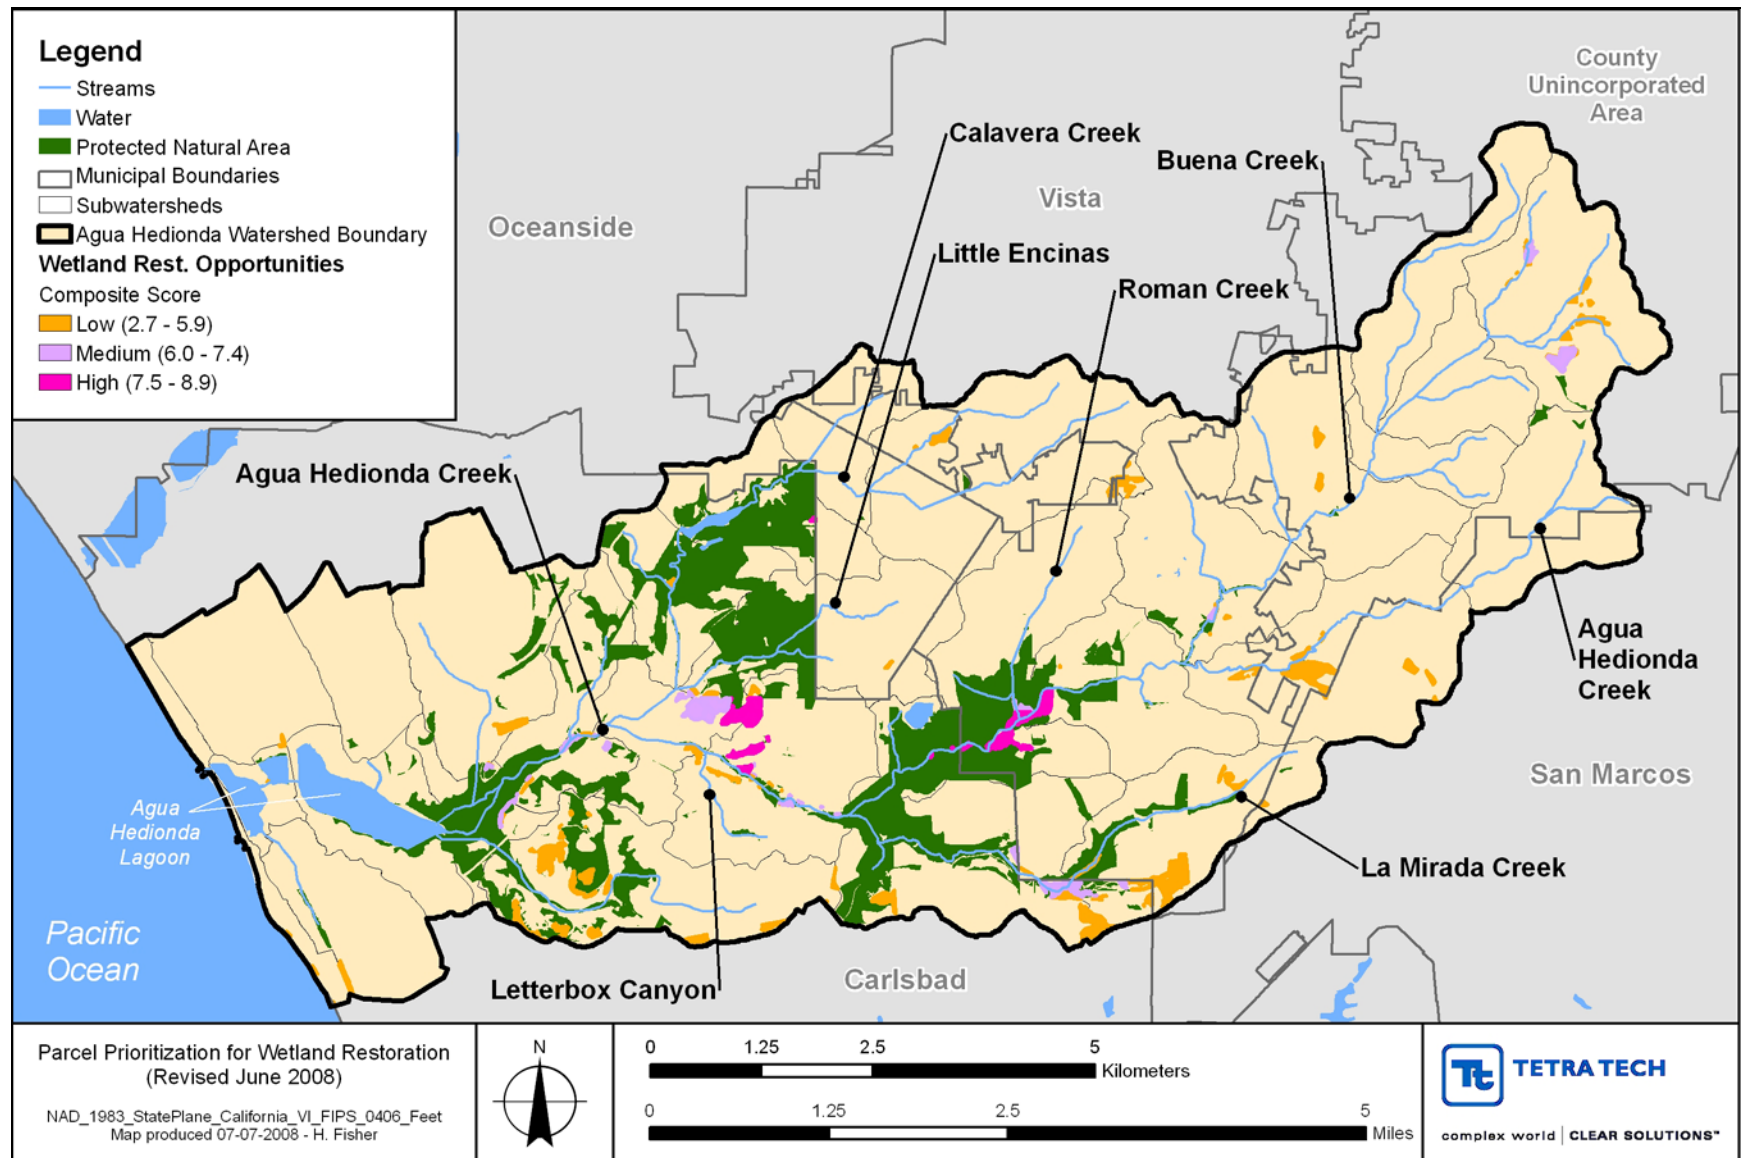 Legend
Streams
Water
Protected Natural Area
Municipal Boundaries
Subwatersheds
Agua Hedionda Watershed Boundary
Wetland Rest. Opportunities
Composite Score
Low (2.7 - 5.9)
Medium (6.0 - 7.4)
High (7.5 - 8.9)
County
Unincorporated
Area
Calavera Creek
Buena Creek
Vista
Oceanside
Little Encinas
Roman Creek
Agua Hedionda Creek
Agua
Hedionda
Creek
San Marcos
Agua
Hedionda
Lagoon
La Mirada Creek
Pacific
Ocean
Carlsbad
Letterbox Canyon
Parcel Prioritization for Wetland Restoration
(Revised June 2008)
NAD_1983_StatePlane_California_VI_FIPS_0406_Feet
Map produced 07-07-2008 - H. Fisher
N
0 1.25 2.5 5
Kilometers
0 1.25 2.5 5
Miles
Tt
TETRA TECH
complex world | CLEAR SOLUTIONS™